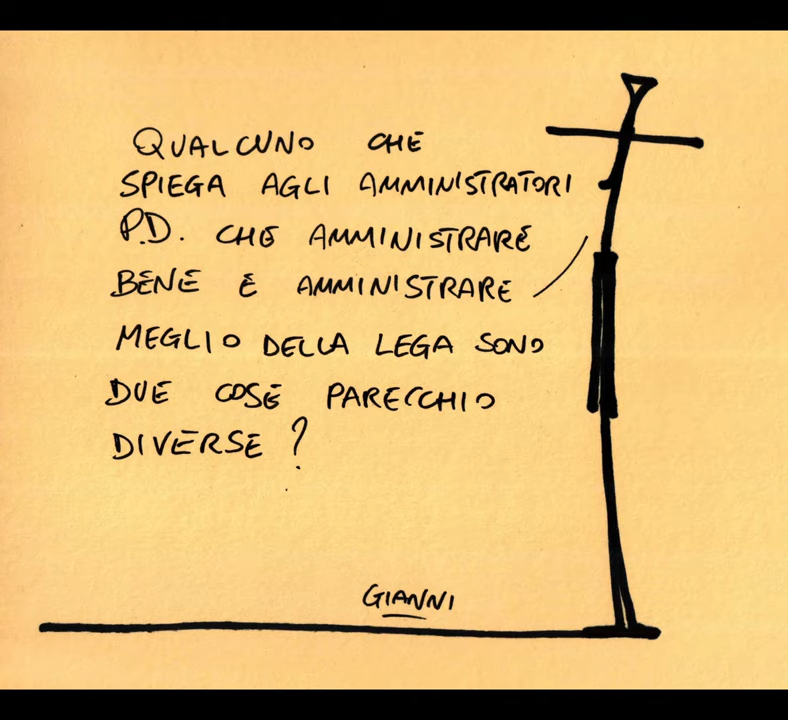 QUALCUNO CHE
SPIEGA AGLI AMMINISTRATORI
P.D. CHE AMMINISTRARE
BENE E AMMINISTRARE
MEGLIO DELLA LEGA SONO
DUE COSE PARECCHIO
DIVERSE?
GIANNI